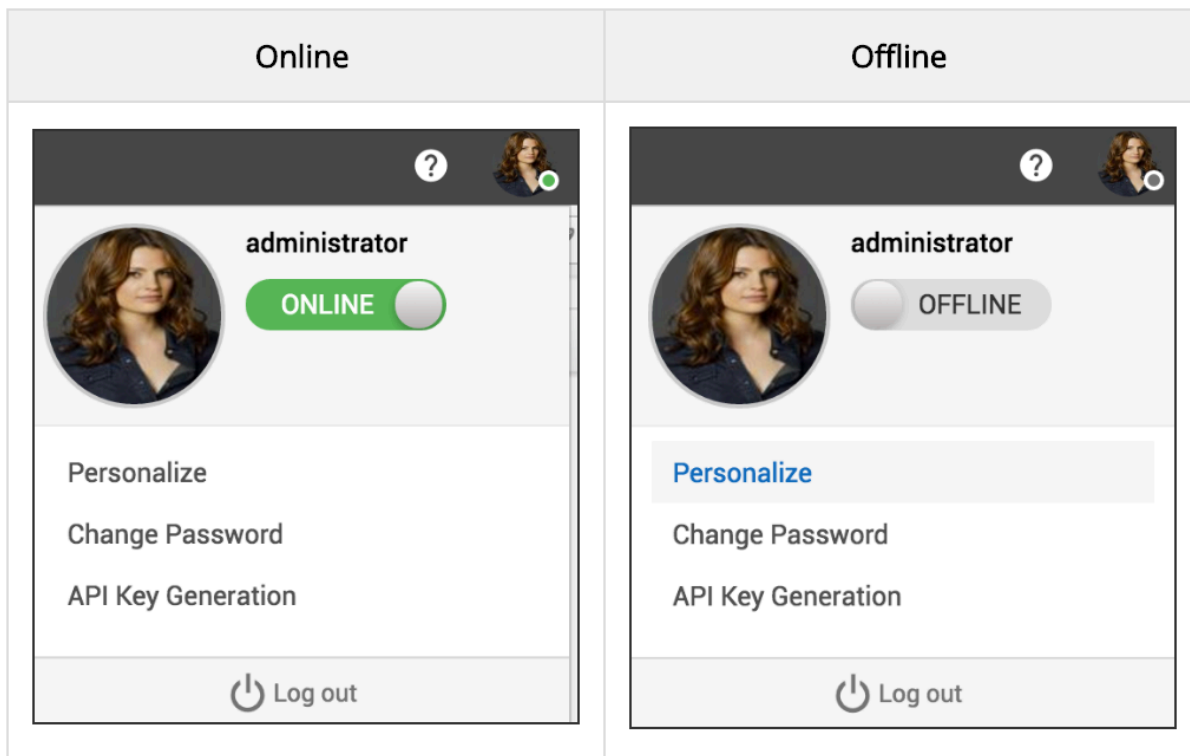 Online
Offline
?
administrator
ONLINE
Personalize
Change Password
API Key Generation
Log out
?
administrator
OFFLINE
Personalize
Change Password
API Key Generation
Log out